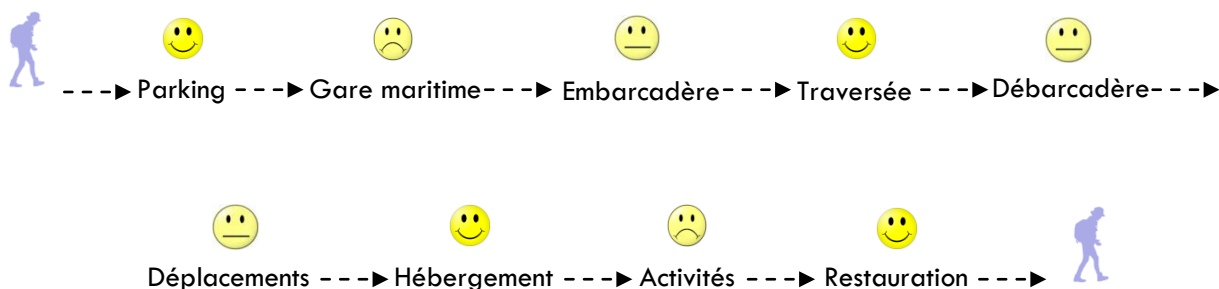 Parking Gare maritime Embarcadère Traversée Débarcadère
Déplacements Hébergement Activités Restauration